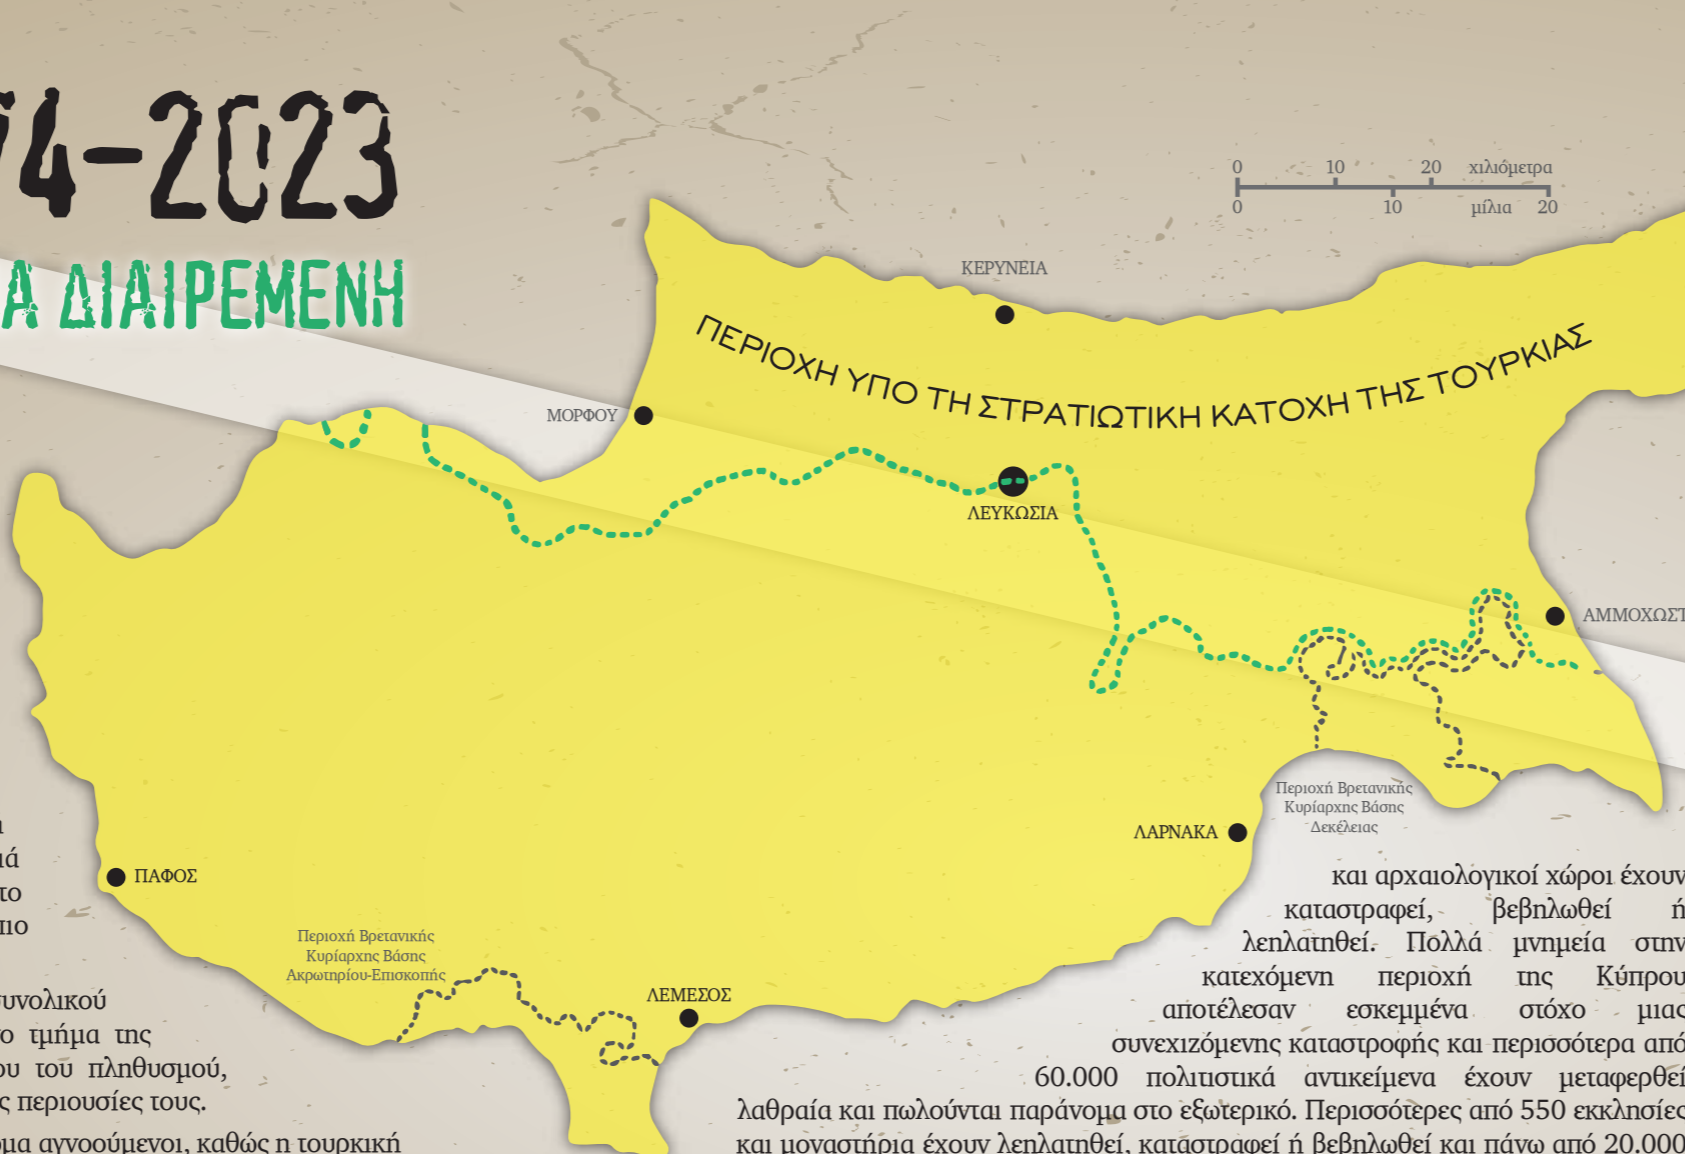 74-2023
Α ΔΙΑΙΡΕΜΕΝΗ
0 10 20 χιλιόμετρα
0 10 μίλια 20
ΚΕΡΥΝΕΙΑ
ΠΕΡΙΟΧΗ ΥΠΟ ΤΗ ΣΤΡΑΤΙΩΤΙΚΗ ΚΑΤΟΧΗ ΤΗΣ ΤΟΥΡΚΙΑΣ
ΜΟΡΦΟΥ
ΛΕΥΚΩΣΙΑ
ΑΜΜΟΧΩΣΤ
Περιοχή Βρετανικής
Κυρίαρχης Βάσης
Δεκέλειας
ΛΑΡΝΑΚΑ
ΠΑΦΟΣ
Περιοχή Βρετανικής
Κυρίαρχης Βάσης
Ακρωτηρίου-Επισκοπής
ΛΕΜΕΣΟΣ
ιά
το
πιο
συνολικού
ο τμήμα της
ου του πληθυσμού,
ς περιουσίες τους.
μα αγνοούμενοι, καθώς η τουρκική
και αρχαιολογικοί χώροι έχουν
καταστραφεί, βεβηλωθεί ή
λεηλατηθεί. Πολλά μνημεία στην
κατεχόμενη περιοχή της Κύπρου
αποτέλεσαν εσκεμμένα στόχο μιας
συνεχιζόμενης καταστροφής και περισσότερα από
60.000 πολιτιστικά αντικείμενα έχουν μεταφερθεί
λαθραία και πωλούνται παράνομα στο εξωτερικό. Περισσότερες από 550 εκκλησίες
και μοναστήρια έχουν λεηλατηθεί, καταστραφεί ή βεβηλωθεί και πάνω από 20.000